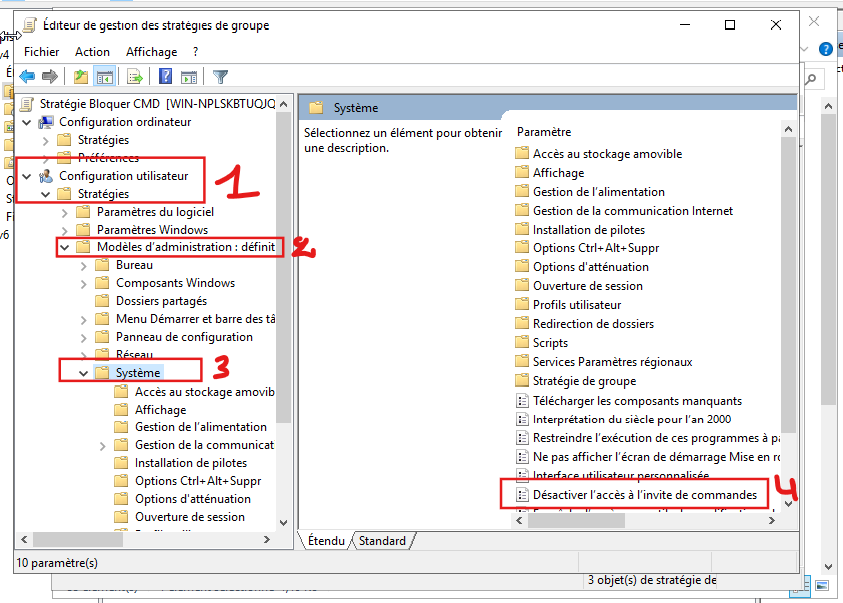 Éditeur de gestion des stratégies de groupe
Fichier Action Affichage ?
Stratégie Bloquer CMD [WIN-NPLSKBTUQJQ
Configuration ordinateur
Stratégies
Préférences
Configuration utilisateur
Stratégies
1
Paramètres du logiciel
Paramètres Windows
Modèles d'administration : définit
2
Bureau
Composants Windows
Dossiers partagés
Menu Démarrer et barre des tâ
Panneau de configuration
Réseau
Système
3
Accès au stockage amovib
Affichage
Gestion de l'alimentation
Gestion de la communicat
Installation de pilotes
Options Ctrl+Alt+Suppr
Options d'atténuation
Ouverture de session
Système
Sélectionnez un élément pour obtenir
une description.
Paramètre
Accès au stockage amovible
Affichage
Gestion de l'alimentation
Gestion de la communication Internet
Installation de pilotes
Options Ctrl+Alt+Suppr
Options d'atténuation
Ouverture de session
Profils utilisateur
Redirection de dossiers
Scripts
Services Paramètres régionaux
Stratégie de groupe
Télécharger les composants manquants
Interprétation du siècle pour l'an 2000
Restreindre l'exécution de ces programmes à pa
Ne pas afficher l'écran de démarrage Mise en ro
Interface utilisateur personnalisée
Désactiver l'accès à l'invite de commandes
4
Étendu Standard
10 paramètre(s)
3 objet(s) de stratégie de